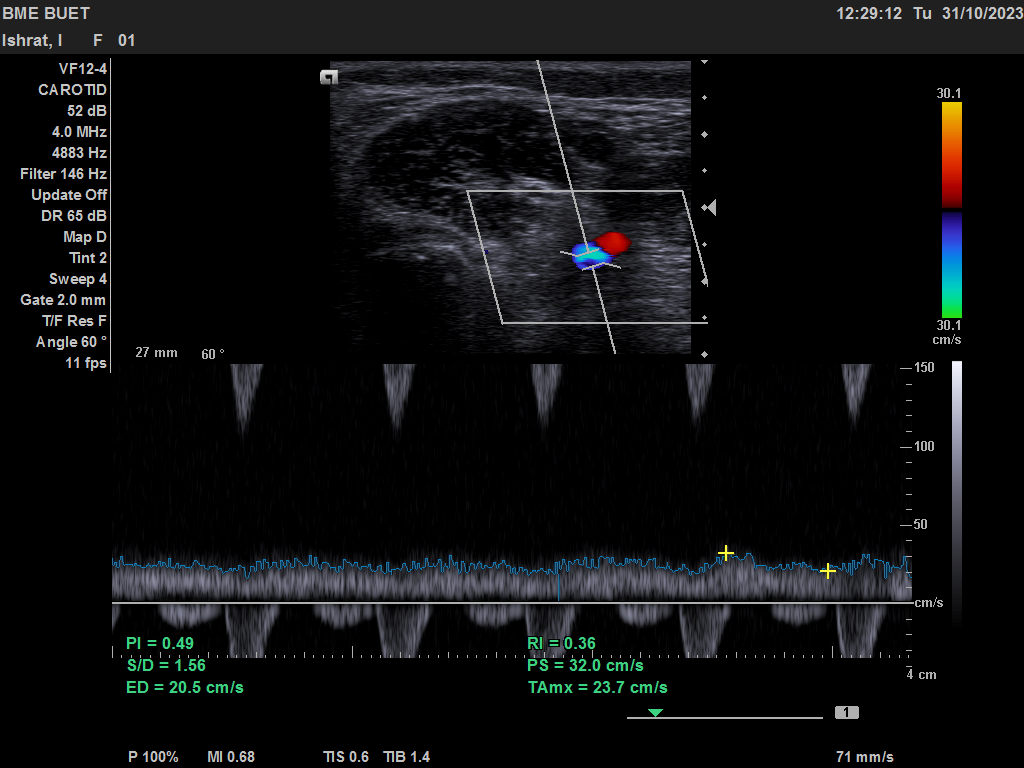 BME BUET
12:29:12 Tu 31/10/2023
Ishrat, I F 01
VF12-4
CAROTID
52 dB
4.0 MHz
4883 Hz
Filter 146 Hz
Update Off
DR 65 dB
Map D
Tint 2
Sweep 4
Gate 2.0 mm
T/F Res F
Angle 60 °
11 fps
27 mm 60 °
30.1
30.1
cm/s
150
100
50
cm/s
4 cm
PI = 0.49
S/D = 1.56
ED = 20.5 cm/s
RI = 0.36
PS = 32.0 cm/s
TAmx = 23.7 cm/s
1
P 100% MI 0.68 TIS 0.6 TIB 1.4 71 mm/s